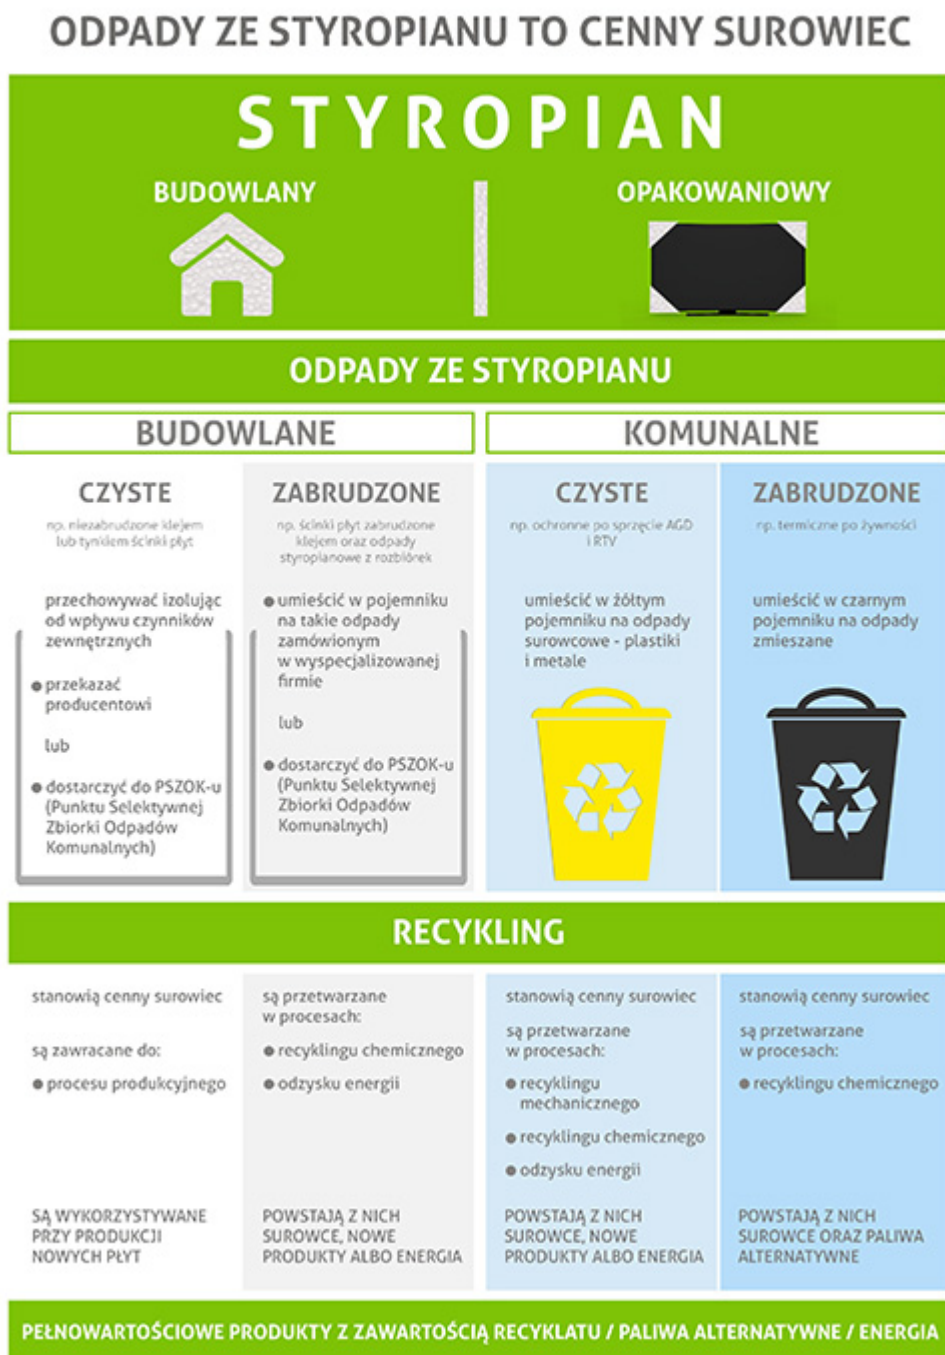 ODPADY ZE STYROPIANU TO CENNY SUROWIEC
STYROPIAN
BUDOWLANY
OPAKOWANIOWY
ODPADY ZE STYROPIANU
BUDOWLANE
KOMUNALNE
CZYSTE
np. niezabrudzone klejem
lub tynkiem ścinki płyt
przechowywać izolując
od wpływu czynników
zewnętrznych
● przekazać
producentowi
lub
● dostarczyć do PSZOK-u
(Punktu Selektywnej
Zbiorki Odpadów
Komunalnych)
ZABRUDZONE
np. ścinki płyt zabrudzone
klejem oraz odpady
styropianowe z rozbiórek
● umieścić w pojemniku
na takie odpady
zamówionym
w wyspecjalizowanej
firmie
lub
● dostarczyć do PSZOK-u
(Punktu Selektywnej
Zbiorki Odpadów
Komunalnych)
CZYSTE
np. ochronne po sprzęcie AGD
i RTV
umieścić w żółtym
pojemniku na odpady
surowcowe - plastiki
i metale
ZABRUDZONE
np. termiczne po żywności
umieścić w czarnym
pojemniku na odpady
zmieszane
RECYKLING
stanowią cenny surowiec
są zawracane do:
● procesu produkcyjnego
SĄ WYKORZYSTYWANE
PRZY PRODUKCJI
NOWYCH PŁYT
są przetwarzane
w procesach:
● recyklingu chemicznego
● odzysku energii
POWSTAJĄ Z NICH
SUROWCE, NOWE
PRODUKTY ALBO ENERGIA
stanowią cenny surowiec
są przetwarzane
w procesach:
● recyklingu
mechanicznego
● recyklingu chemicznego
● odzysku energii
POWSTAJĄ Z NICH
SUROWCE, NOWE
PRODUKTY ALBO ENERGIA
stanowią cenny surowiec
są przetwarzane
w procesach:
● recyklingu chemicznego
POWSTAJĄ Z NICH
SUROWCE ORAZ PALIWA
ALTERNATYWNE
PEŁNOWARTOŚCIOWE PRODUKTY Z ZAWARTOŚCIĄ RECYKLATU / PALIWA ALTERNATYWNE / ENERGIA